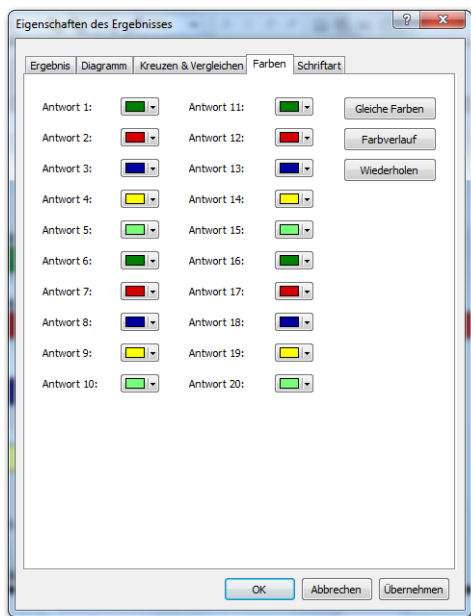 Eigenschaften des Ergebnisses
Ergebnis Diagramm Kreuzen & Vergleichen Farben Schriftart
Antwort 1: Antwort 11: Gleiche Farben
Antwort 2: Antwort 12: Farbverlauf
Antwort 3: Antwort 13: Wiederholen
Antwort 4: Antwort 14:
Antwort 5: Antwort 15:
Antwort 6: Antwort 16:
Antwort 7: Antwort 17:
Antwort 8: Antwort 18:
Antwort 9: Antwort 19:
Antwort 10: Antwort 20:
OK Abbrechen Übernehmen